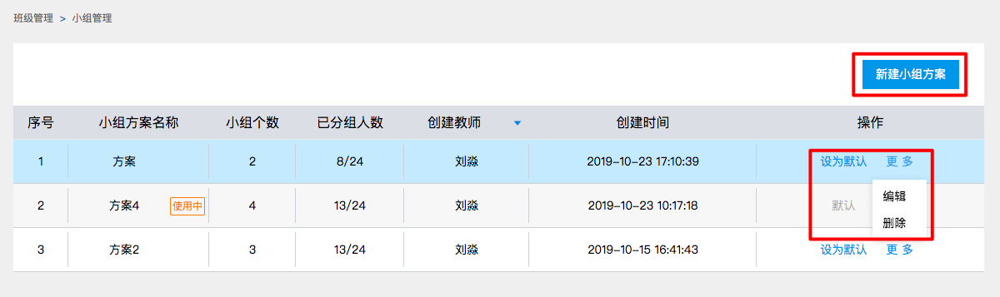 班级管理 > 小组管理
新建小组方案
序号 小组方案名称 小组个数 已分组人数 创建教师 创建时间 操作
1 方案 2 8/24 刘淼 2019-10-23 17:10:39 设为默认 更 多
编辑
2 方案4 使用中 4 13/24 刘淼 2019-10-23 10:17:18 默认
删除
3 方案2 3 13/24 刘淼 2019-10-15 16:41:43 设为默认 更 多